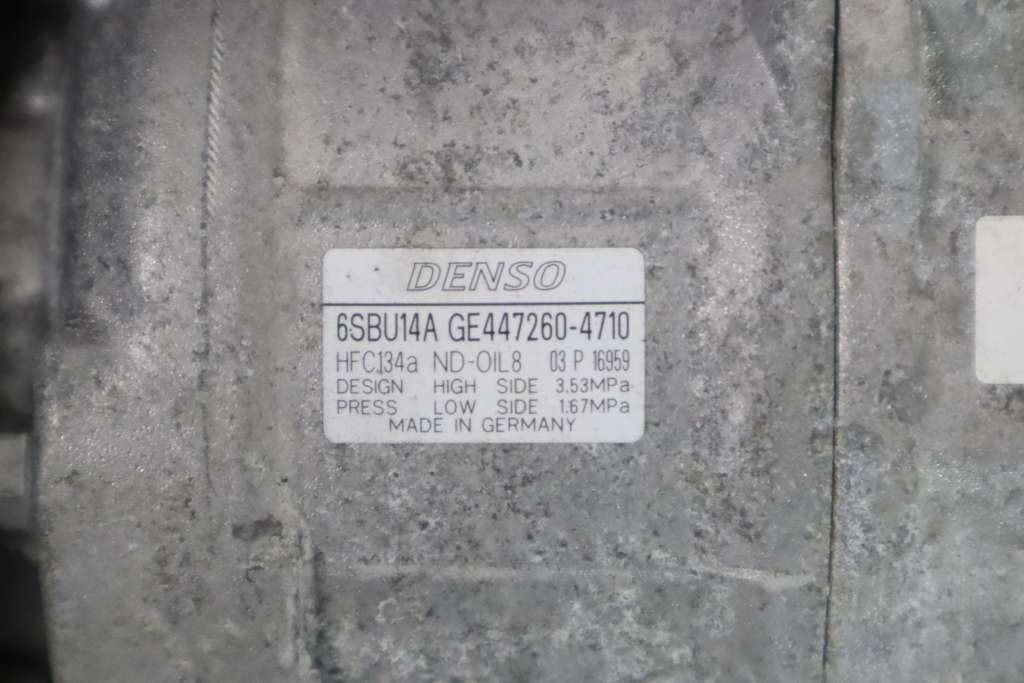 DENSO
6SBU14A GE447260-4710
HFC134a ND-OIL8 03 P 16959
DESIGN HIGH SIDE 3.53MPa
PRESS LOW SIDE 1.67MPa
MADE IN GERMANY